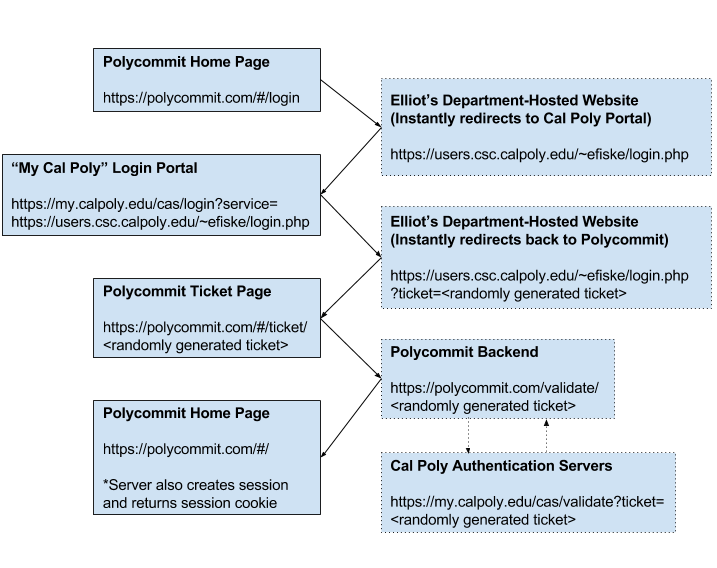 Polycommit Home Page
https://polycommit.com/#/login
Elliot’s Department-Hosted Website
(Instantly redirects to Cal Poly Portal)
https://users.csc.calpoly.edu/~efiske/login.php
“My Cal Poly” Login Portal
https://my.calpoly.edu/cas/login?service=
https://users.csc.calpoly.edu/~efiske/login.php
Elliot’s Department-Hosted Website
(Instantly redirects back to Polycommit)
https://users.csc.calpoly.edu/~efiske/login.php
?ticket=<randomly generated ticket>
Polycommit Ticket Page
https://polycommit.com/#/ticket/
<randomly generated ticket>
Polycommit Backend
https://polycommit.com/validate/
<randomly generated ticket>
Polycommit Home Page
https://polycommit.com/#/
*Server also creates session
and returns session cookie
Cal Poly Authentication Servers
https://my.calpoly.edu/cas/validate?ticket=
<randomly generated ticket>